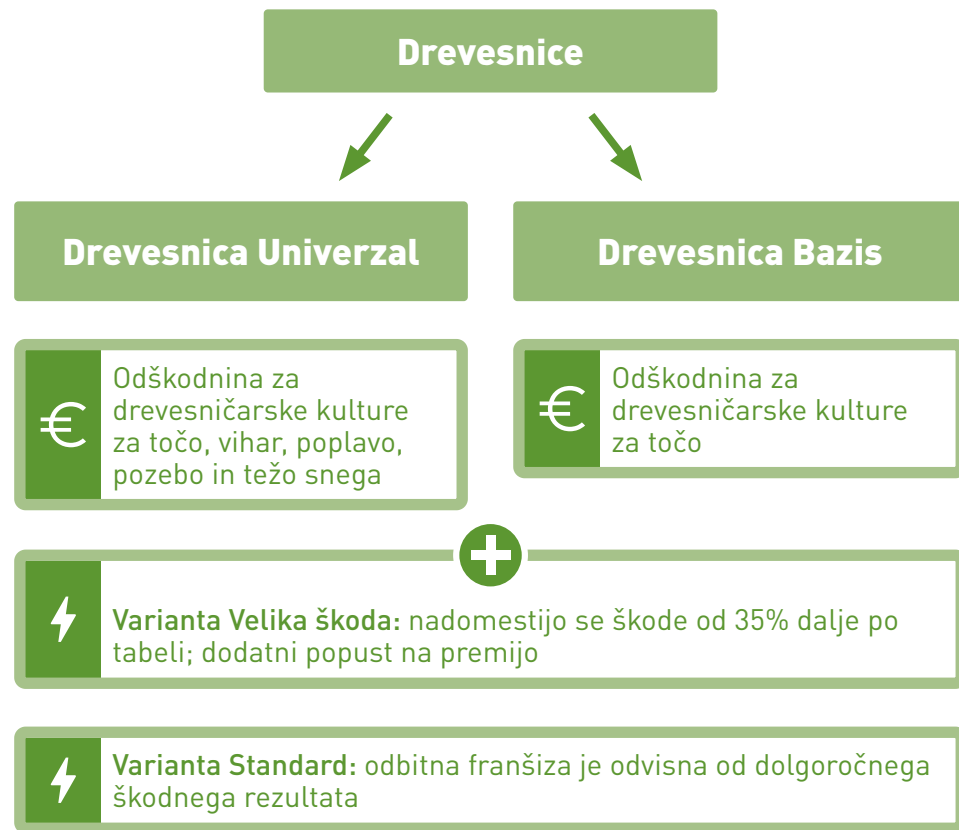 Drevesnice
Drevesnica Univerzal
Drevesnica Bazis
€
Odškodnina za
drevesničarske kulture
za točo, vihar, poplavo,
pozebo in težo snega
€
Odškodnina za
drevesničarske kulture
za točo
Varianta Velika škoda: nadomestijo se škode od 35% dalje po
tabeli; dodatni popust na premijo
Varianta Standard: odbitna franšiza je odvisna od dolgoročnega
škodnega rezultata